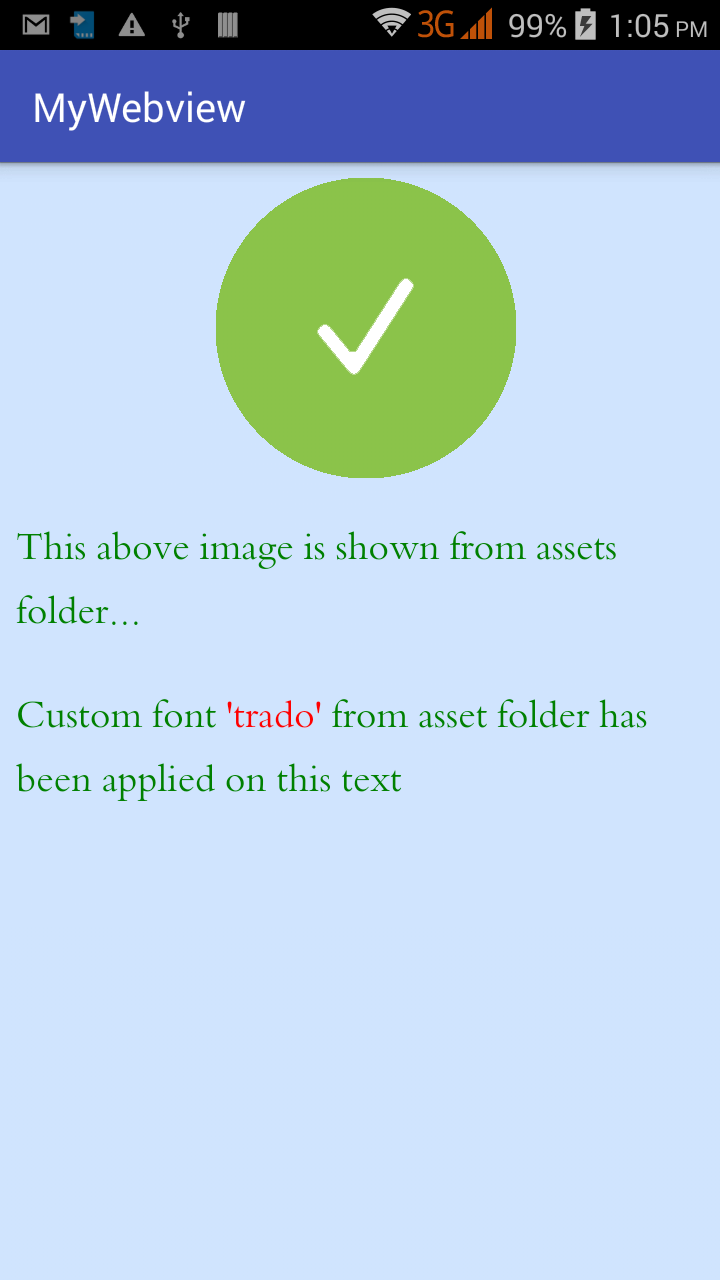 3G 99% 1:05 PM
MyWebview
This above image is shown from assets
folder...
Custom font 'trado' from asset folder has
been applied on this text